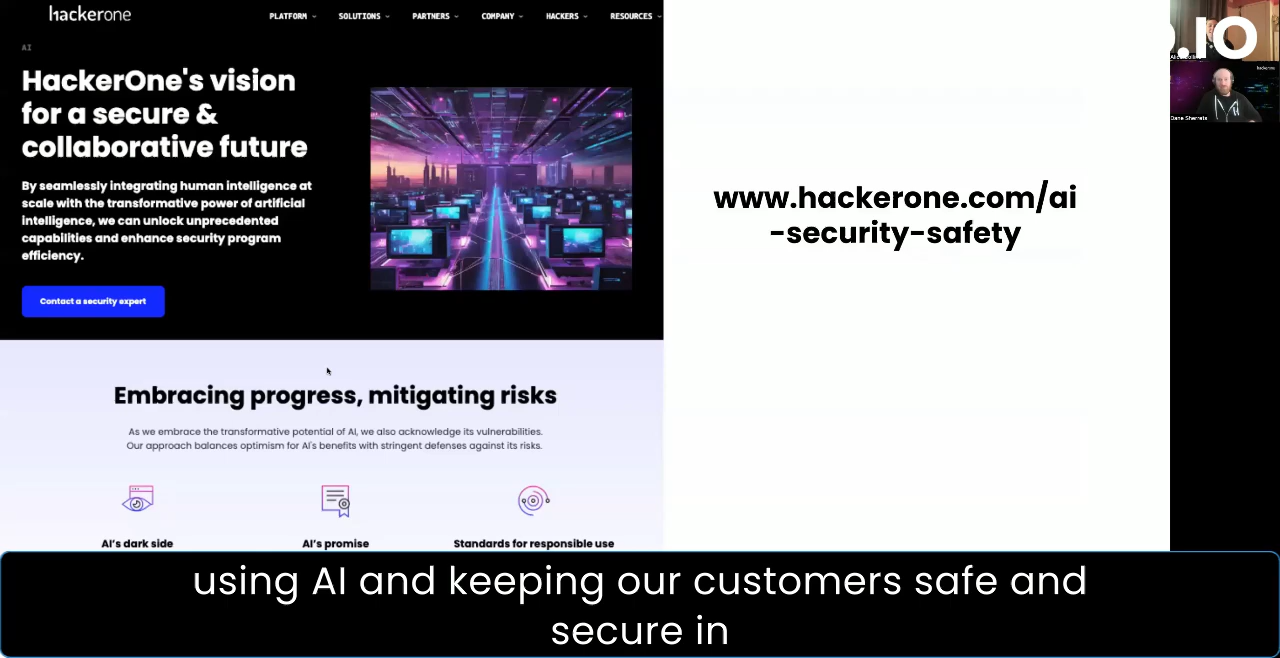 hackerone
PLATFORM
SOLUTIONS
PARTNERS
COMPANY
HACKERS
RESOURCES
AI
HackerOne's vision
for a secure &
collaborative future
By seamlessly integrating human intelligence at
scale with the transformative power of artificial
intelligence, we can unlock unprecedented
capabilities and enhance security program
efficiency.
Contact a security expert
Embracing progress, mitigating risks
As we embrace the transformative potential of AI, we also acknowledge its vulnerabilities.
Our approach balances optimism for AI's benefits with stringent defenses against its risks.
AI's dark side
AI's promise
Standards for responsible use
www.hackerone.com/ai
-security-safety
.IO
hackerone
Dane Sherrets
using AI and keeping our customers safe and
secure in